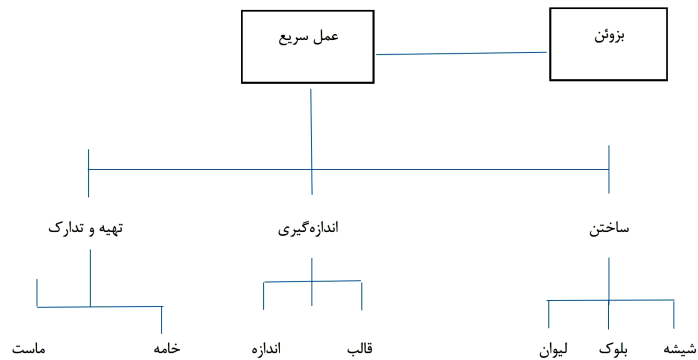 بزوئن
عمل سریع
ساختن
اندازه‌گیری
تهیه و تدارک
شیشه
بلوک
لیوان
قالب
اندازه
خامه
ماست